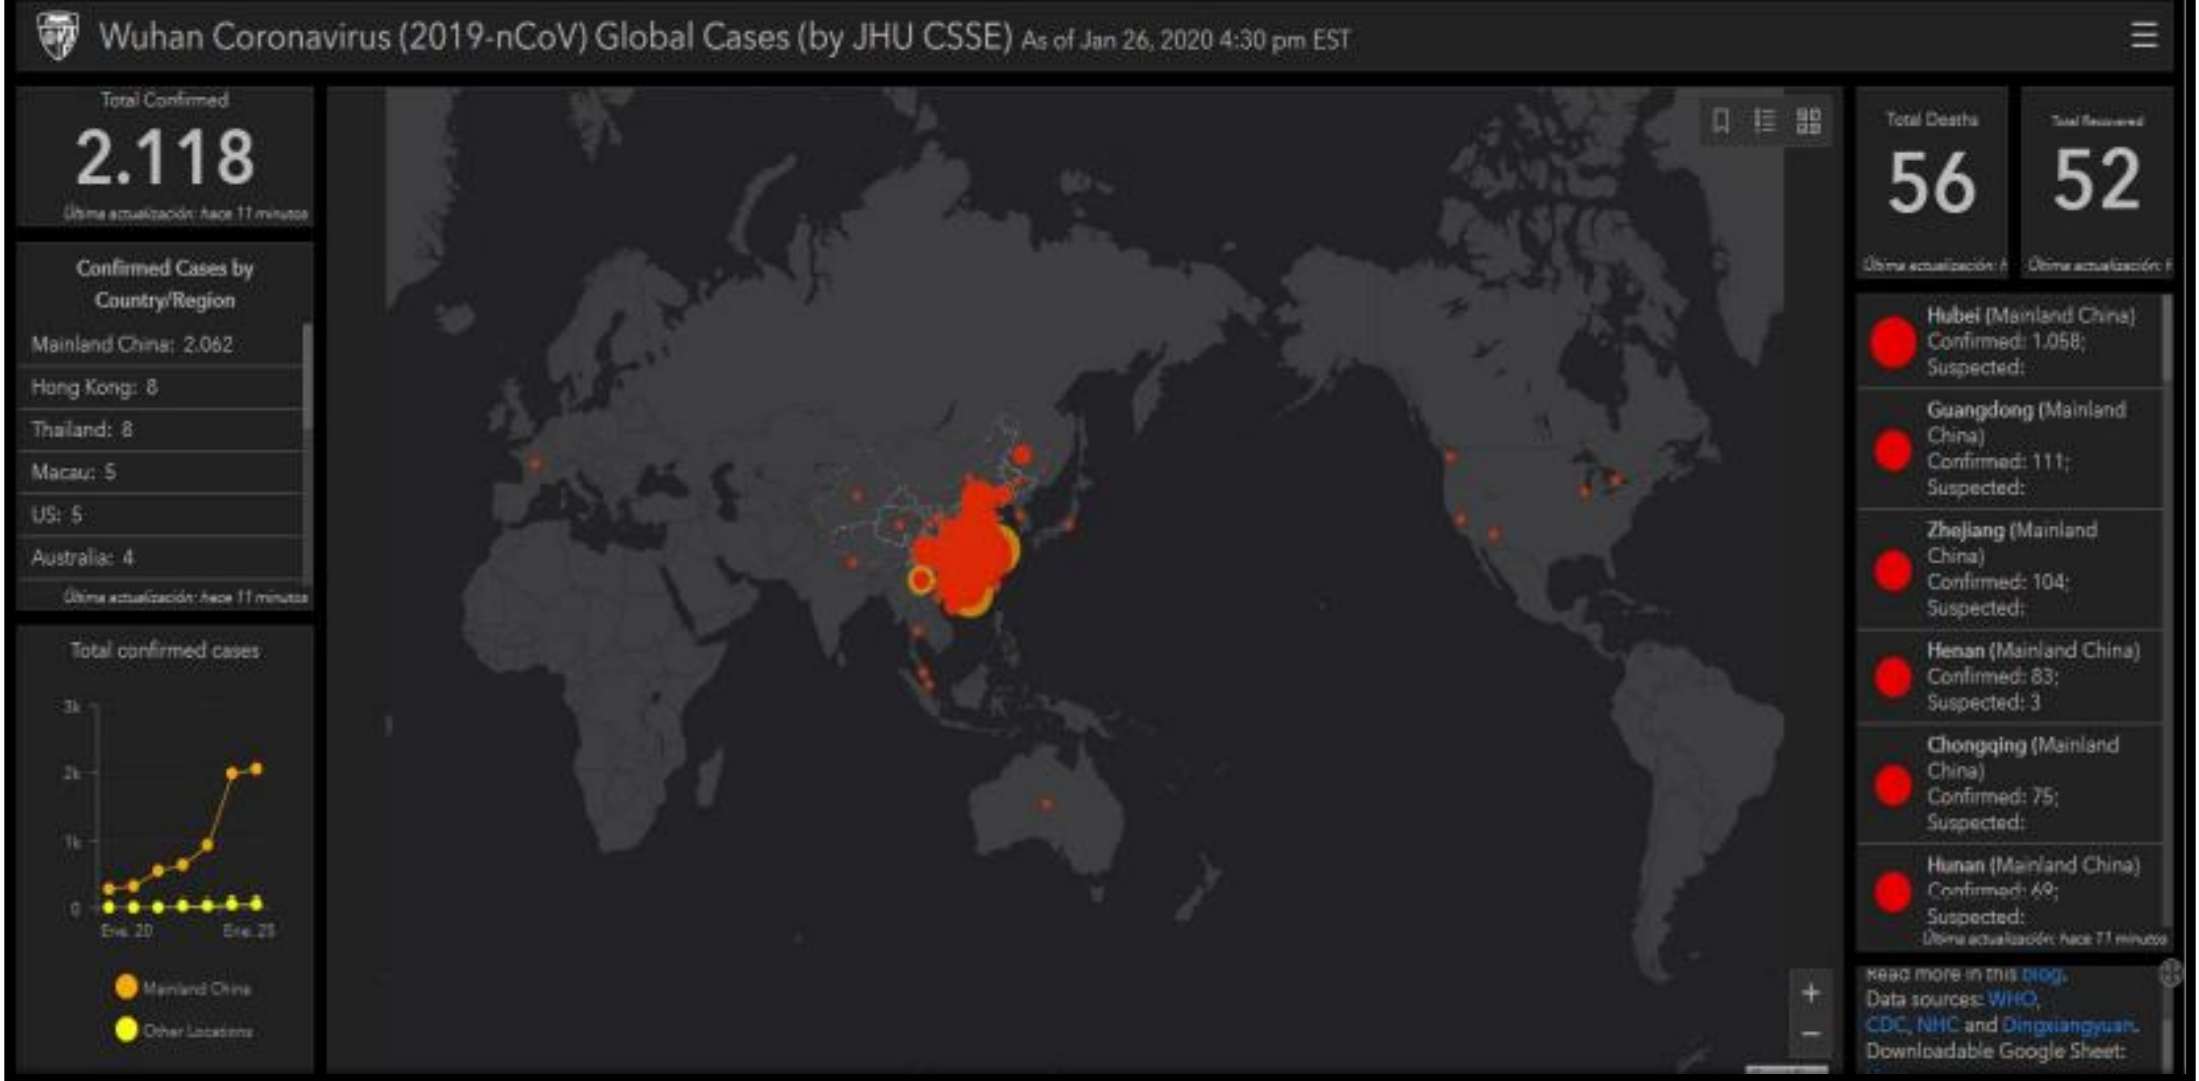 Wuhan Coronavirus (2019-nCoV) Global Cases (by JHU CSSE) As of Jan 26, 2020 4:30 pm EST
Total Confirmed
2.118
Última actualización: hace 11 minutos
Confirmed Cases by
Country/Region
Mainland China: 2.062
Hong Kong: 8
Thailand: 8
Macau: 5
US: 5
Australia: 4
Última actualización: hace 11 minutos
Total confirmed cases
3k
2k
1k
0
Ene. 20
Ene. 25
Mainland China
Other Locations
Total Deaths
56
Última actualización: h
Total Recovered
52
Última actualización: h
Hubei (Mainland China)
Confirmed: 1.058;
Suspected:
Guangdong (Mainland
China)
Confirmed: 111;
Suspected:
Zhejiang (Mainland
China)
Confirmed: 104;
Suspected:
Henan (Mainland China)
Confirmed: 83;
Suspected: 3
Chongqing (Mainland
China)
Confirmed: 75;
Suspected:
Hunan (Mainland China)
Confirmed: 69;
Suspected:
Última actualización: hace 11 minutos
Read more in this blog.
Data sources: WHO,
CDC, NHC and Dingxiangyuan.
Downloadable Google Sheet: